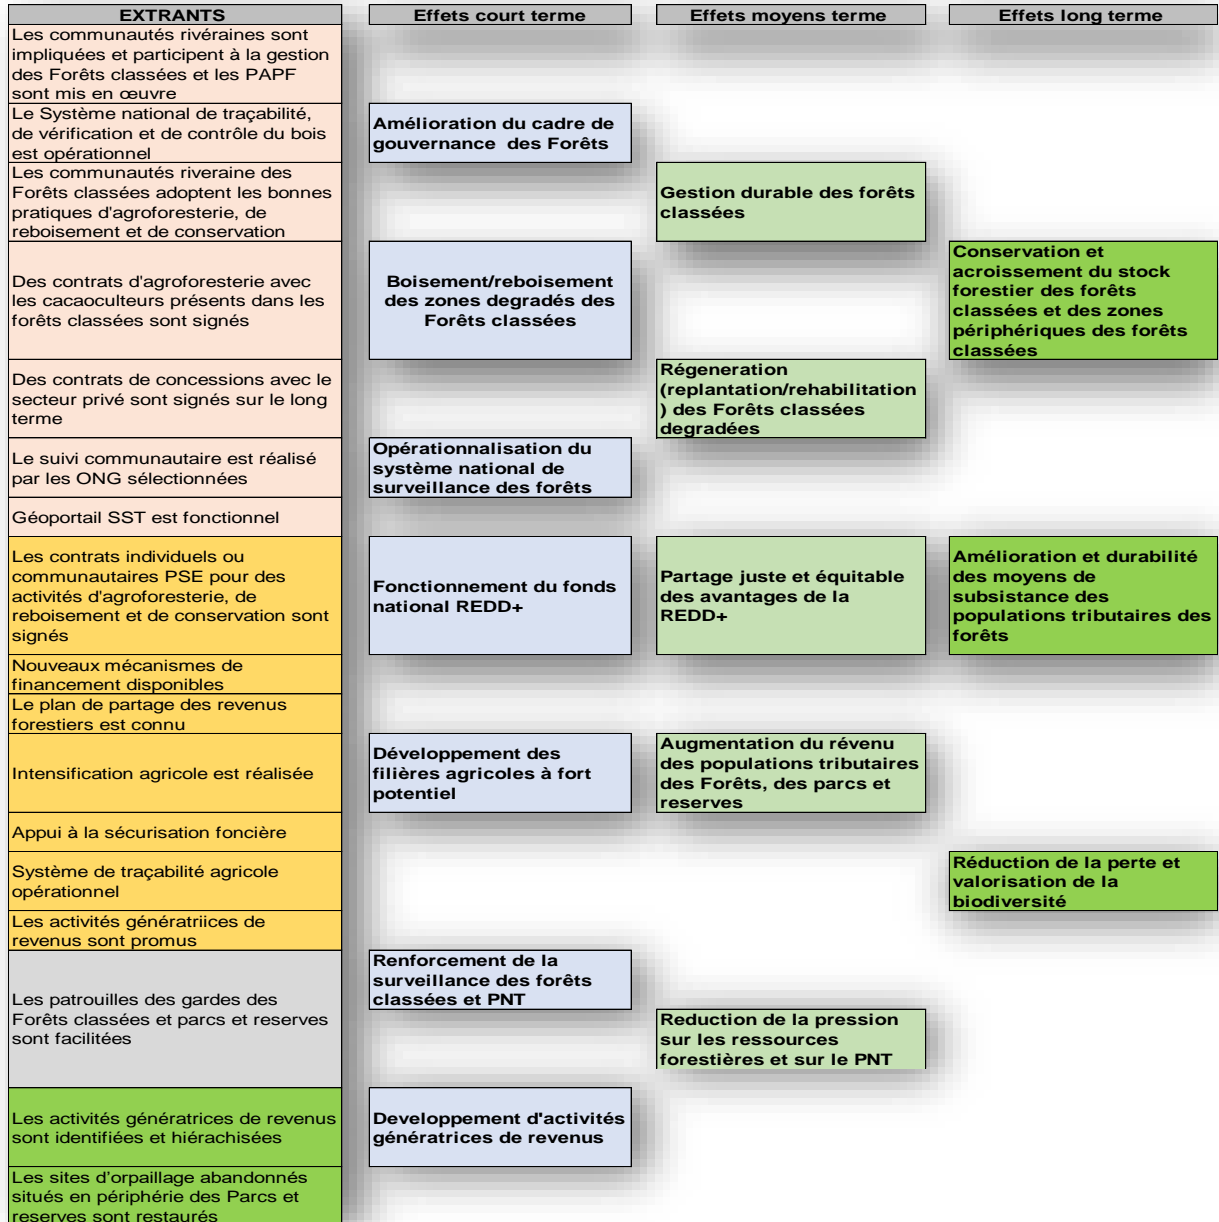 EXTRANTS
Les communautés rivéraines sont
impliquées et participent à la gestion
des Forêts classées et les PAPF
sont mis en œuvre
Le Système national de traçabilité,
de vérification et de contrôle du bois
est opérationnel
Les communautés riveraine des
Forêts classées adoptent les bonnes
pratiques d'agroforesterie, de
reboisement et de conservation
Des contrats d'agroforesterie avec
les cacaoculteurs présents dans les
forêts classées sont signés
Des contrats de concessions avec le
secteur privé sont signés sur le long
terme
Le suivi communautaire est réalisé
par les ONG sélectionnées
Géoportail SST est fonctionnel
Les contrats individuels ou
communautaires PSE pour des
activités d'agroforesterie, de
reboisement et de conservation sont
signés
Nouveaux mécanismes de
financement disponibles
Le plan de partage des revenus
forestiers est connu
Intensification agricole est réalisée
Appui à la sécurisation foncière
Système de traçabilité agricole
opérationnel
Les activités génératriices de
revenus sont promus
Les patrouilles des gardes des
Forêts classées et parcs et reserves
sont facilitées
Les activités génératrices de revenus
sont identifiées et hiérachisées
Les sites d'orpaillage abandonnés
situés en périphérie des Parcs et
reserves sont restaurés
Effets court terme
Amélioration du cadre de
gouvernance des Forêts
Boisement/reboisement
des zones degradés des
Forêts classées
Opérationnalisation du
système national de
surveillance des forêts
Fonctionnement du fonds
national REDD+
Développement des
filières agricoles à fort
potentiel
Renforcement de la
surveillance des forêts
classées et PNT
Developpement d'activités
génératrices de revenus
Effets moyens terme
Gestion durable des forêts
classées
Régeneration
(replantation/rehabilitation
) des Forêts classées
degradées
Partage juste et équitable
des avantages de la
REDD+
Augmentation du révenu
des populations tributaires
des Forêts, des parcs et
reserves
Reduction de la pression
sur les ressources
forestières et sur le PNT
Effets long terme
Conservation et
acroissement du stock
forestier des forêts
classées et des zones
périphériques des forêts
classées
Amélioration et durabilité
des moyens de
subsistance des
populations tributaires des
forêts
Réduction de la perte et
valorisation de la
biodiversité